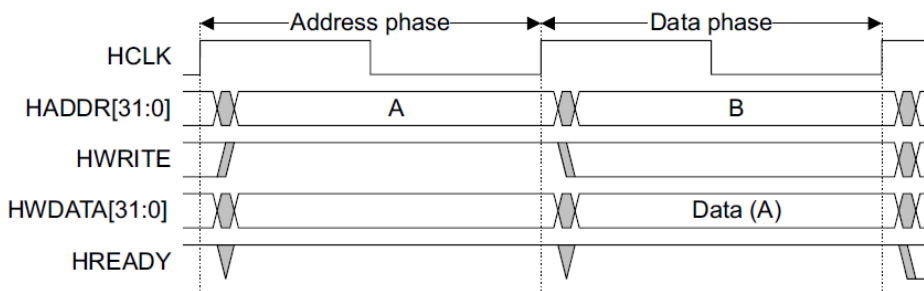 Address phase Data phase
HCLK
HADDR[31:0] A B
HWRITE
HWDATA[31:0] Data (A)
HREADY